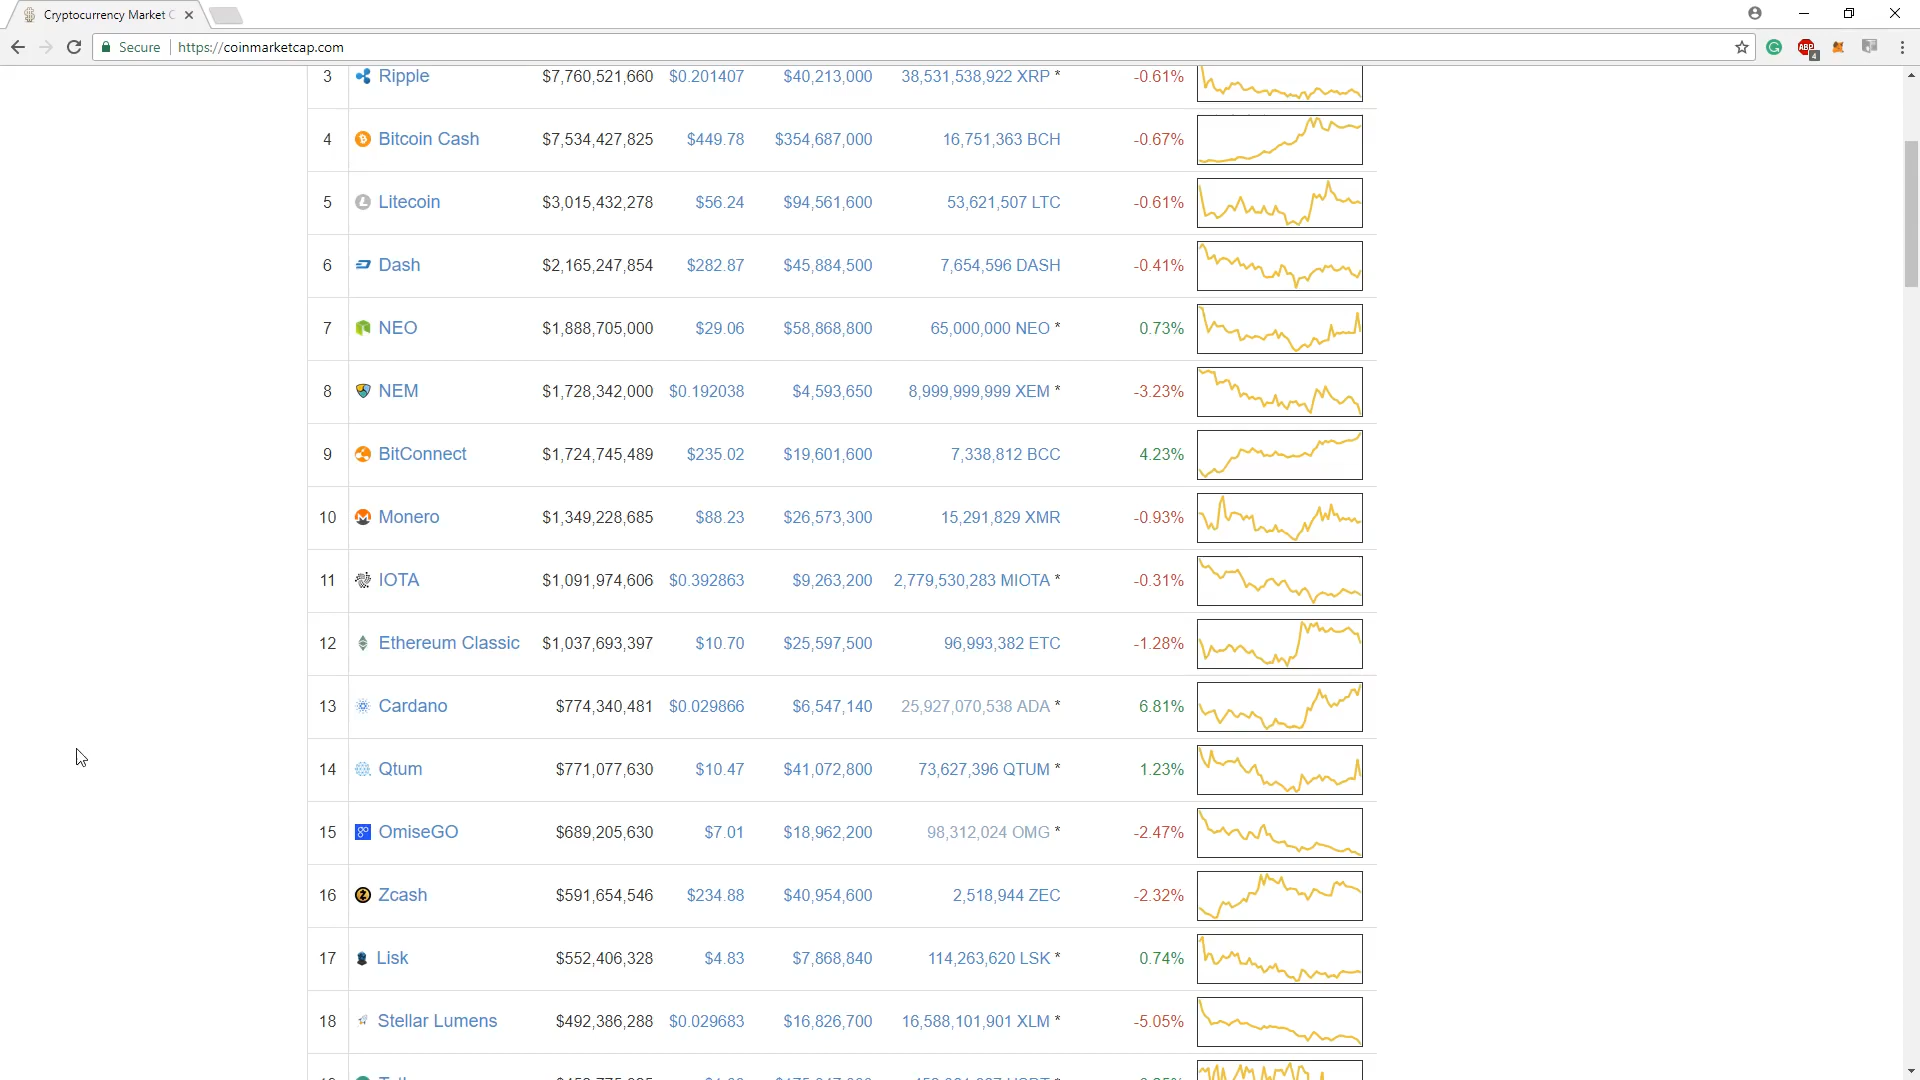 Cryptocurrency Market C
Secure https://coinmarketcap.com
ABP 4
3 Ripple $7,760,521,660 $0.201407 $40,213,000 38,531,538,922 XRP * -0.61%
4 Bitcoin Cash $7,534,427,825 $449.78 $354,687,000 16,751,363 BCH -0.67%
5 Litecoin $3,015,432,278 $56.24 $94,561,600 53,621,507 LTC -0.61%
6 Dash $2,165,247,854 $282.87 $45,884,500 7,654,596 DASH -0.41%
7 NEO $1,888,705,000 $29.06 $58,868,800 65,000,000 NEO * 0.73%
8 NEM $1,728,342,000 $0.192038 $4,593,650 8,999,999,999 XEM * -3.23%
9 BitConnect $1,724,745,489 $235.02 $19,601,600 7,338,812 BCC 4.23%
10 Monero $1,349,228,685 $88.23 $26,573,300 15,291,829 XMR -0.93%
11 IOTA $1,091,974,606 $0.392863 $9,263,200 2,779,530,283 MIOTA * -0.31%
12 Ethereum Classic $1,037,693,397 $10.70 $25,597,500 96,993,382 ETC -1.28%
13 Cardano $774,340,481 $0.029866 $6,547,140 25,927,070,538 ADA * 6.81%
14 Qtum $771,077,630 $10.47 $41,072,800 73,627,396 QTUM * 1.23%
15 OmiseGO $689,205,630 $7.01 $18,962,200 98,312,024 OMG * -2.47%
16 Zcash $591,654,546 $234.88 $40,954,600 2,518,944 ZEC -2.32%
17 Lisk $552,406,328 $4.83 $7,868,840 114,263,620 LSK * 0.74%
18 Stellar Lumens $492,386,288 $0.029683 $16,826,700 16,588,101,901 XLM * -5.05%